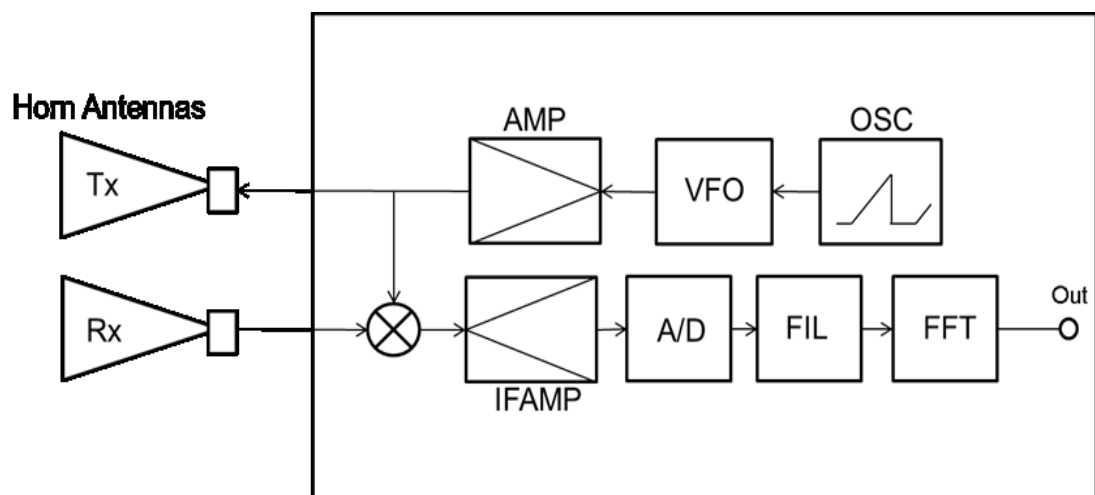 Horn Antennas
AMP
OSC
Tx
VFO
Rx
A/D
FIL
FFT
Out
IFAMP